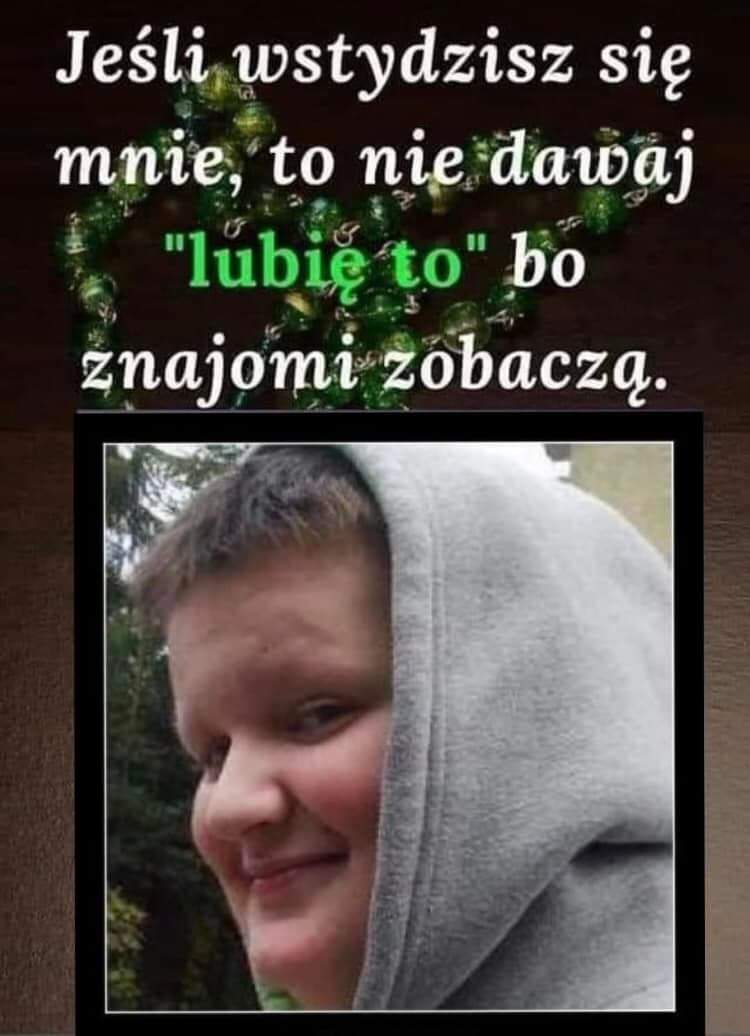 Jeśli wstydzisz się
mnie, to nie dawaj
"lubię to" bo
znajomi zobaczą.